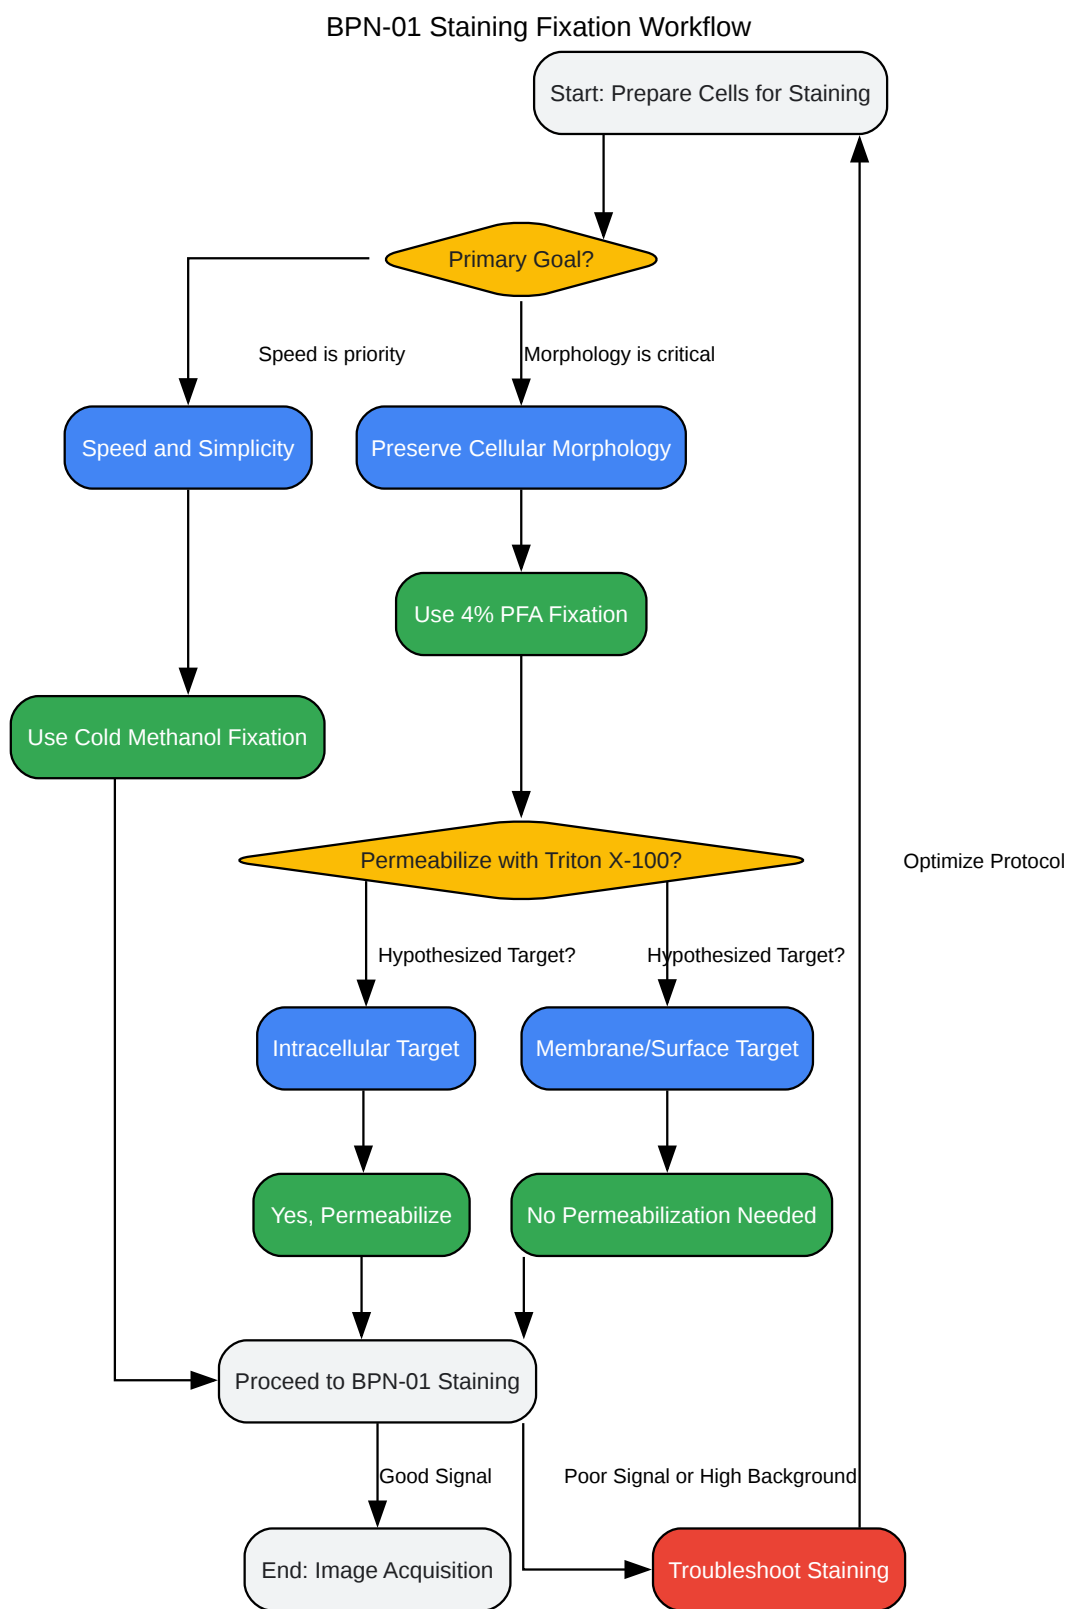 BPN-01 Staining Fixation Workflow
Start: Prepare Cells for Staining
Primary Goal?
Speed is priority
Morphology is critical
Speed and Simplicity
Preserve Cellular Morphology
Use 4% PFA Fixation
Use Cold Methanol Fixation
Permeabilize with Triton X-100?
Optimize Protocol
Hypothesized Target?
Hypothesized Target?
Intracellular Target
Membrane/Surface Target
Yes, Permeabilize
No Permeabilization Needed
Proceed to BPN-01 Staining
Good Signal
Poor Signal or High Background
End: Image Acquisition
Troubleshoot Staining